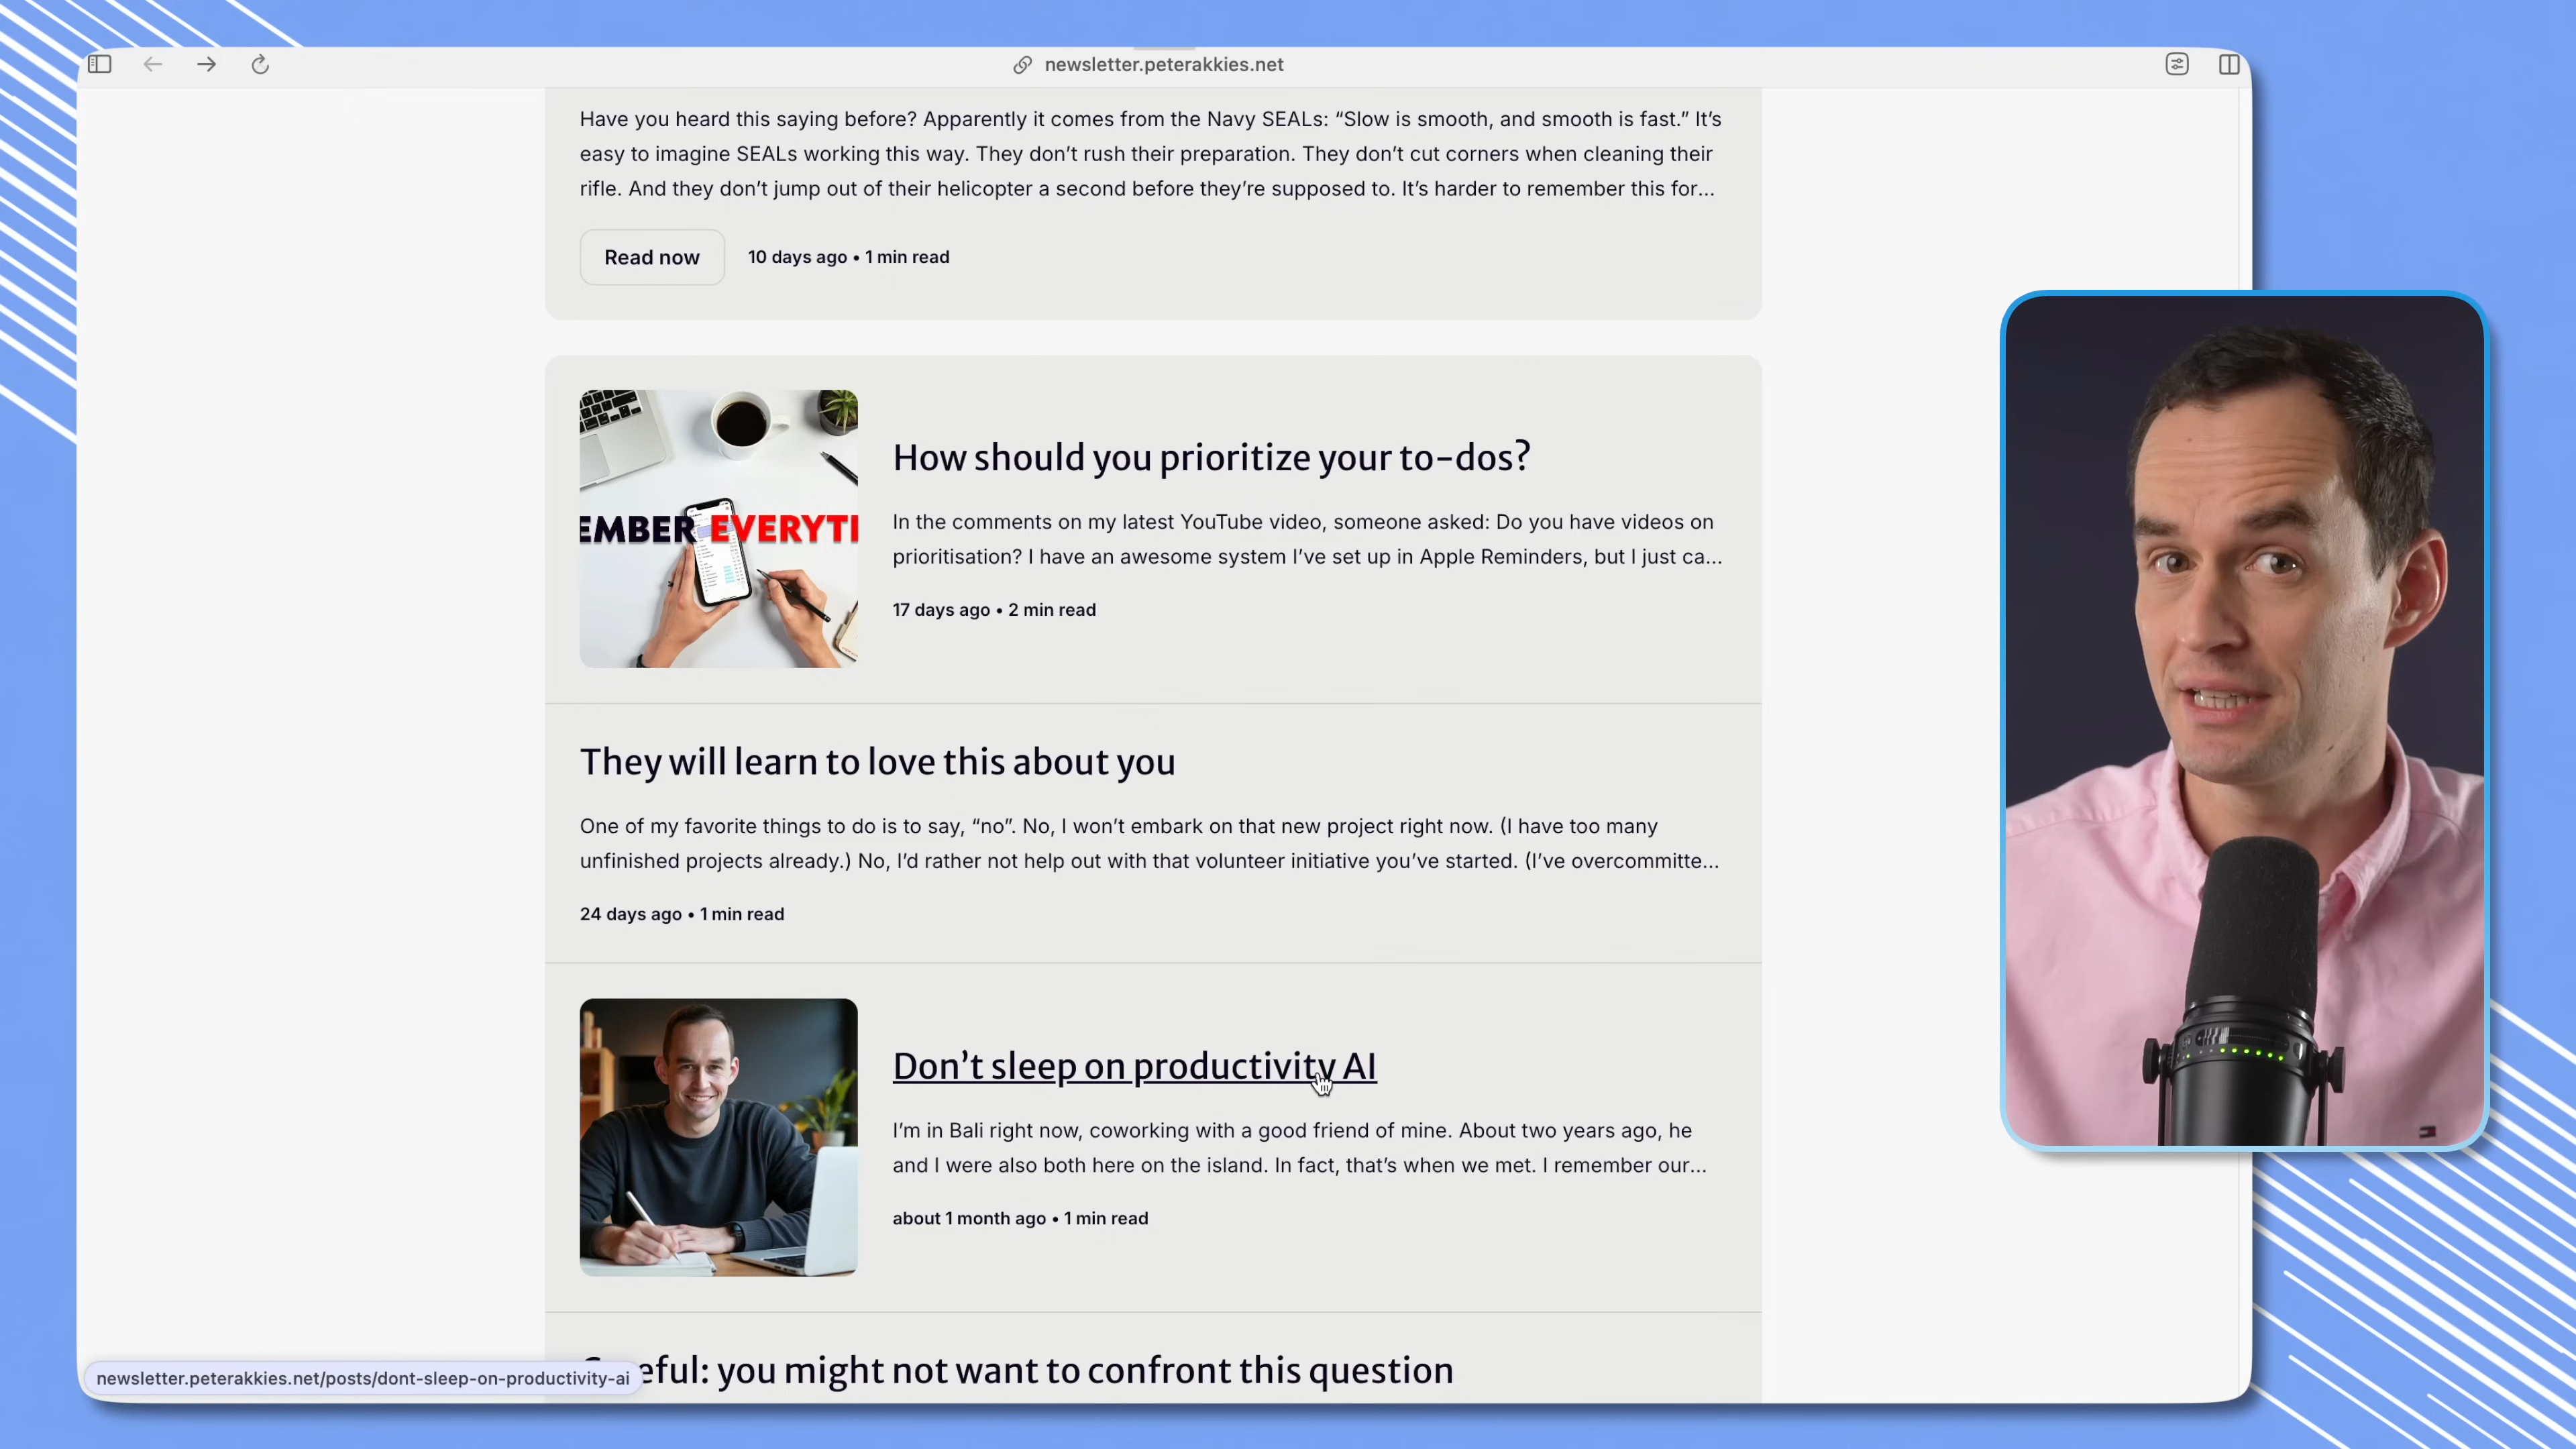 newsletter.peterakkies.net
Have you heard this saying before? Apparently it comes from the Navy SEALs: “Slow is smooth, and smooth is fast.” It’s
easy to imagine SEALs working this way. They don’t rush their preparation. They don’t cut corners when cleaning their
rifle. And they don’t jump out of their helicopter a second before they’re supposed to. It’s harder to remember this for...
Read now
10 days ago • 1 min read
EMBER EVERYTH
How should you prioritize your to-dos?
In the comments on my latest YouTube video, someone asked: Do you have videos on
prioritisation? I have an awesome system I’ve set up in Apple Reminders, but I just ca...
17 days ago • 2 min read
They will learn to love this about you
One of my favorite things to do is to say, “no”. No, I won’t embark on that new project right now. (I have too many
unfinished projects already.) No, I’d rather not help out with that volunteer initiative you’ve started. (I’ve overcommitte...
24 days ago • 1 min read
Don’t sleep on productivity AI
I’m in Bali right now, coworking with a good friend of mine. About two years ago, he
and I were also both here on the island. In fact, that’s when we met. I remember our...
about 1 month ago • 1 min read
eful: you might not want to confront this question
newsletter.peterakkies.net/posts/dont-sleep-on-productivity-ai